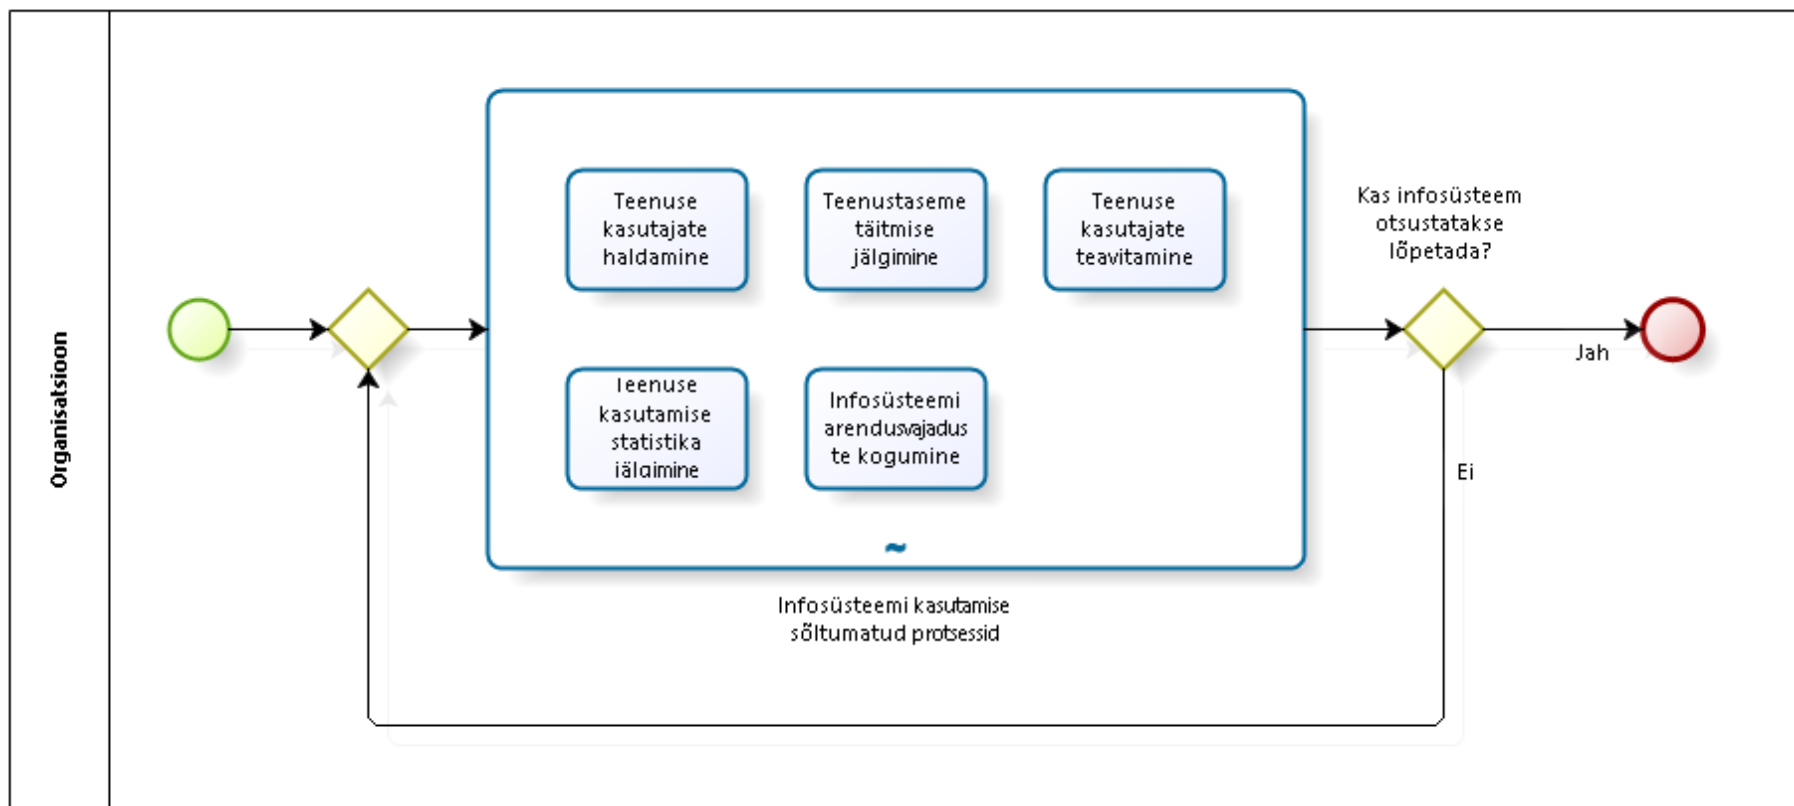 Organisatsioon
Teenuse
kasutajate
haldamine
Teenustaseme
täitmise
jälgimine
Teenuse
kasutajate
teavitamine
Teenuse
kasutamise
statistika
jälgimine
Infosüsteemi
arendusvajadus
te kogumine
~
Infosüsteemi kasutamise
sõltumatud protsessid
Kas infosüsteem
otsustatakse
lõpetada?
Jah
Ei